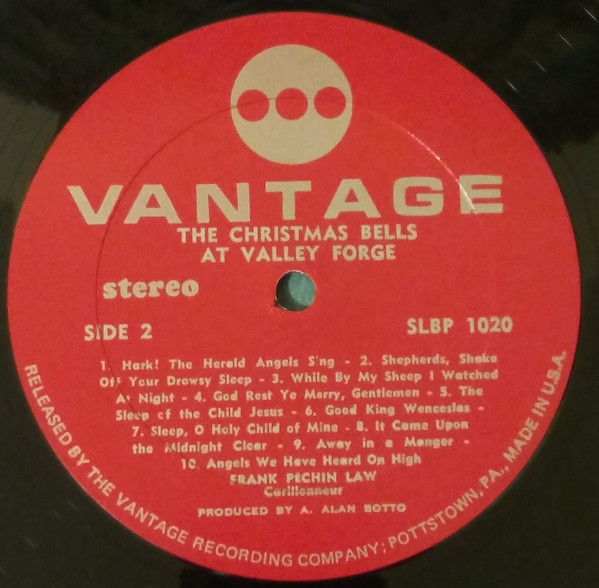 VANTAGE
THE CHRISTMAS BELLS
AT VALLEY FORGE
stereo
SIDE 2
SLBP 1020
1. Hark! The Herald Angels Sing - 2. Shepherds, Shake
Off Your Drowsy Sleep - 3. While By My Sheep I Watched
At Night - 4. God Rest Ye Merry, Gentlemen - 5. The
Sleep of the Child Jesus - 6. Good King Wenceslas -
7. Sleep, O Holy Child of Mine - 8. It Came Upon
the Midnight Clear - 9. Away in a Manger -
10. Angels We Have Heard On High
FRANK PECHIN LAW
Carillonneur
PRODUCED BY A. ALAN BOTTO
RELEASED BY THE VANTAGE RECORDING COMPANY; POTTSTOWN, PA., MADE IN U.S.A.